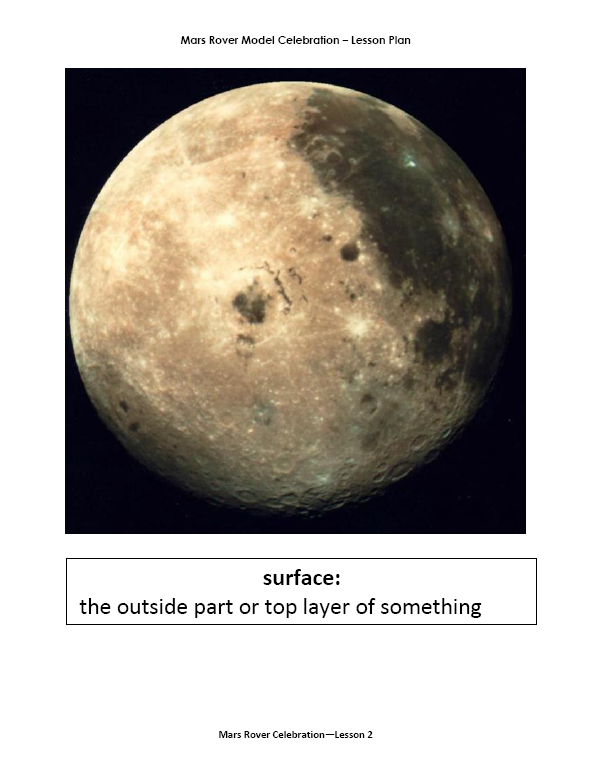 Mars Rover Model Celebration – Lesson Plan
surface:
the outside part or top layer of something
Mars Rover Celebration—Lesson 2